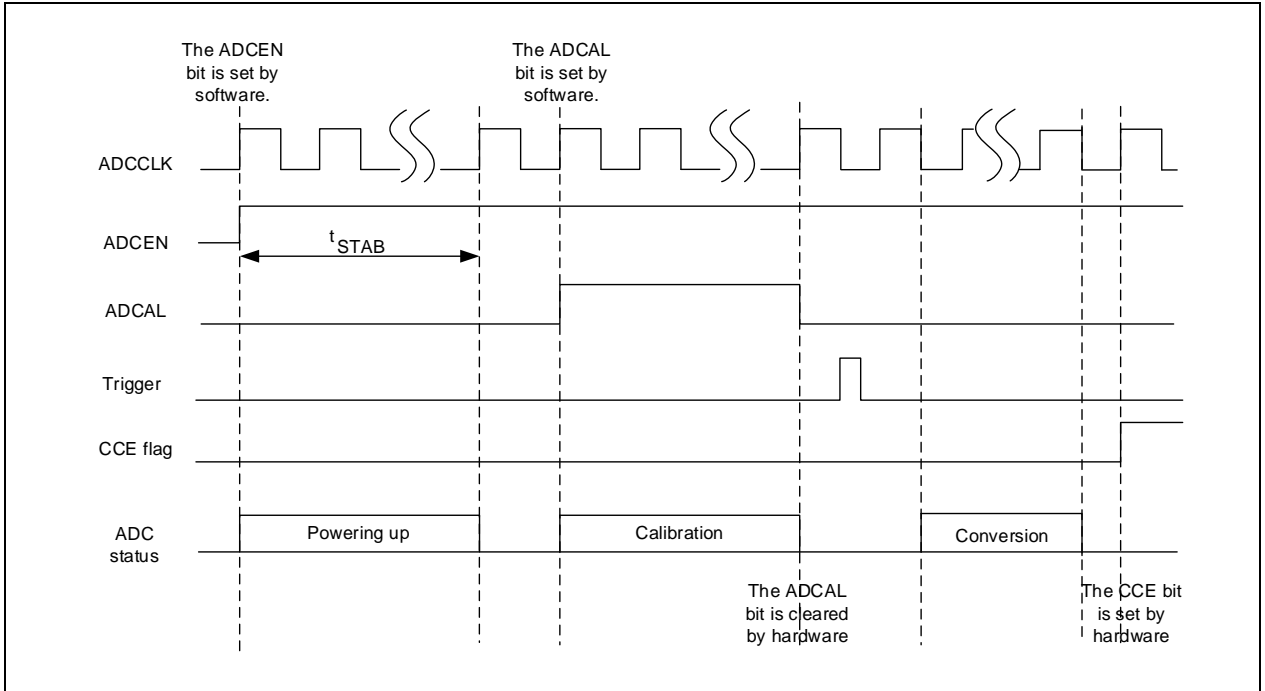 The ADCEN
bit is set by
software.
The ADCAL
bit is set by
software.
ADCCLK
ADCEN
tSTAB
ADCAL
Trigger
CCE flag
ADC
status
Powering up
Calibration
Conversion
The ADCAL
bit is cleared
by hardware
The CCE bit
is set by
hardware